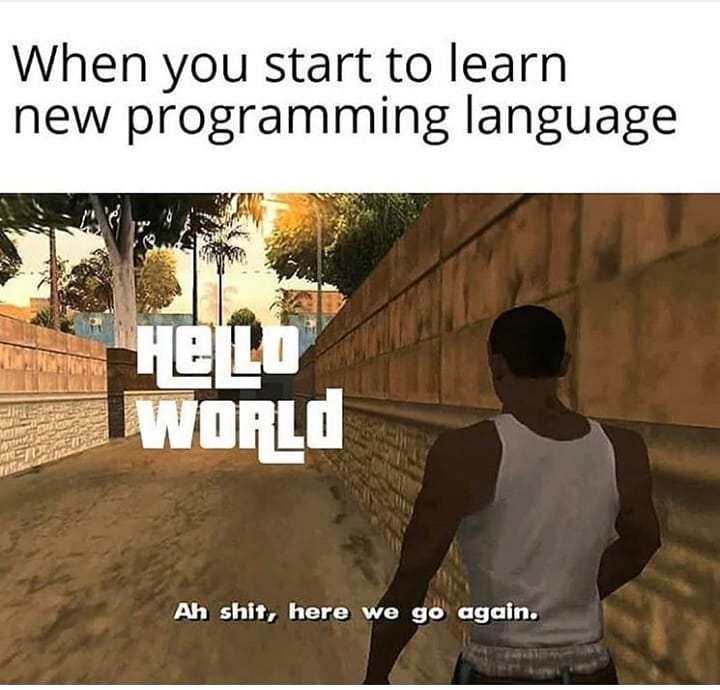 When you start to learn
new programming language
HeLLO
WORLd
Ah shit, here we go again.